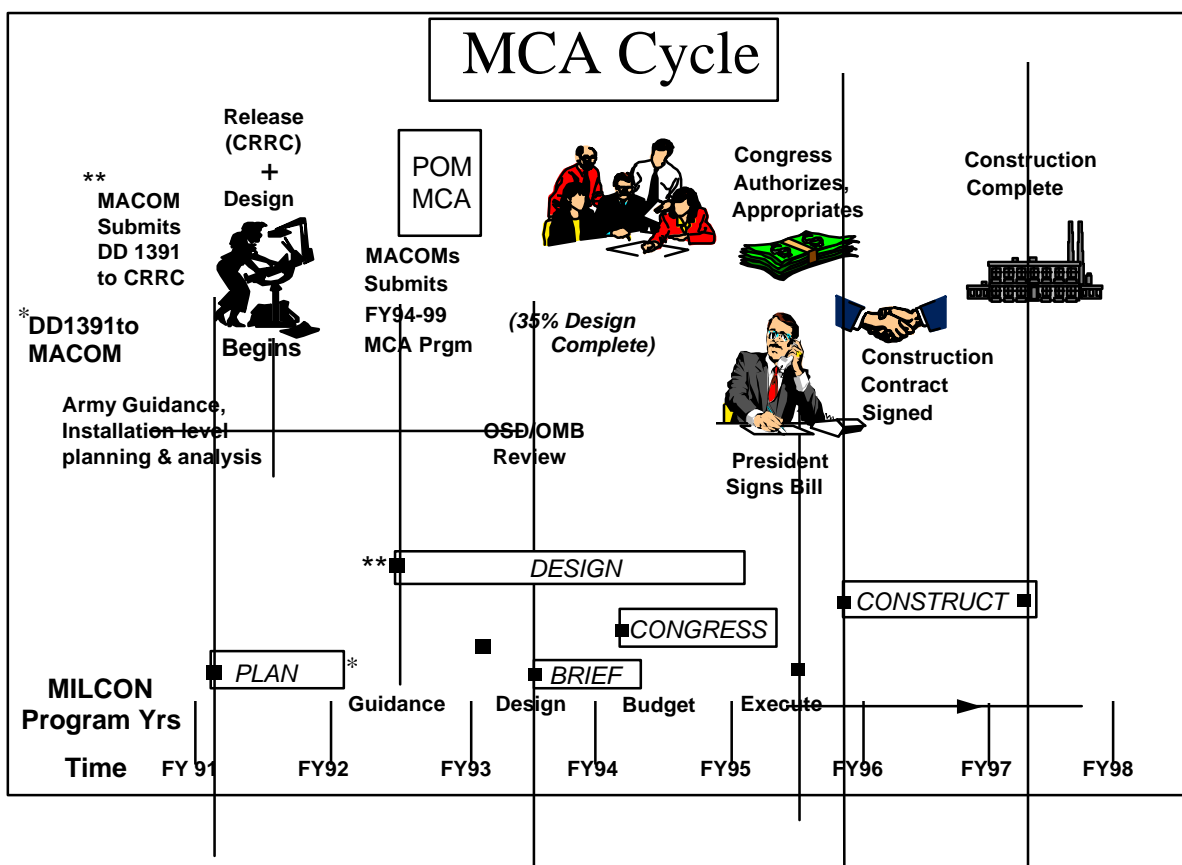 MCA Cycle
Release
(CRRC)
+
Design
Begins
**
MACOM
Submits
DD 1391
to CRRC
*DD1391to
MACOM
Army Guidance,
Installation level
planning & analysis
POM
MCA
MACOMs
Submits
FY94-99
MCA Prgm
(35% Design
Complete)
OSD/OMB
Review
Congress
Authorizes,
Appropriates
President
Signs Bill
Construction
Contract
Signed
Construction
Complete
** DESIGN
CONSTRUCT
CONGRESS
PLAN *
BRIEF
MILCON
Program Yrs
Guidance Design Budget Execute
Time FY 91 FY92 FY93 FY94 FY95 FY96 FY97 FY98